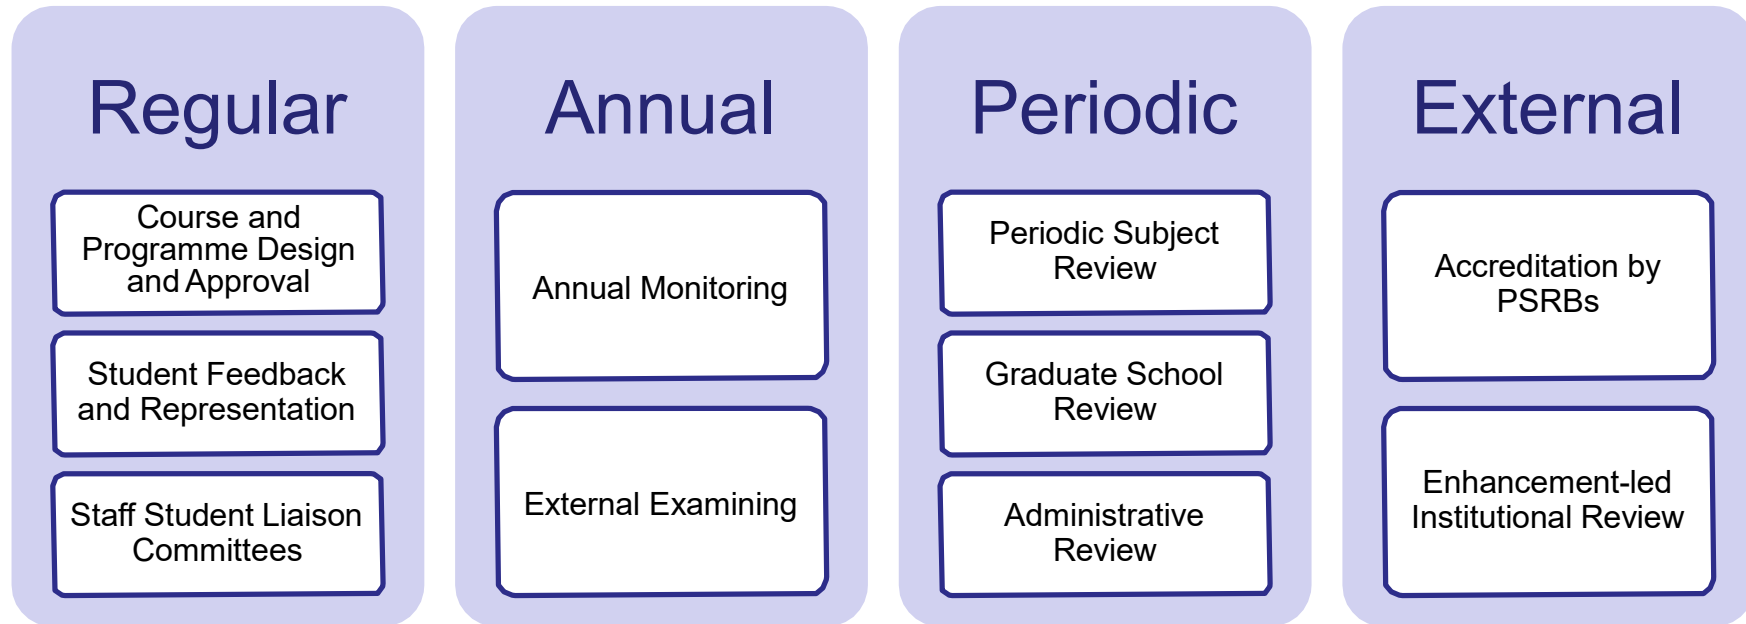 Regular
Course and
Programme Design
and Approval
Student Feedback
and Representation
Staff Student Liaison
Committees
Annual
Annual Monitoring
External Examining
Periodic
Periodic Subject
Review
Graduate School
Review
Administrative
Review
External
Accreditation by
PSRBs
Enhancement-led
Institutional Review